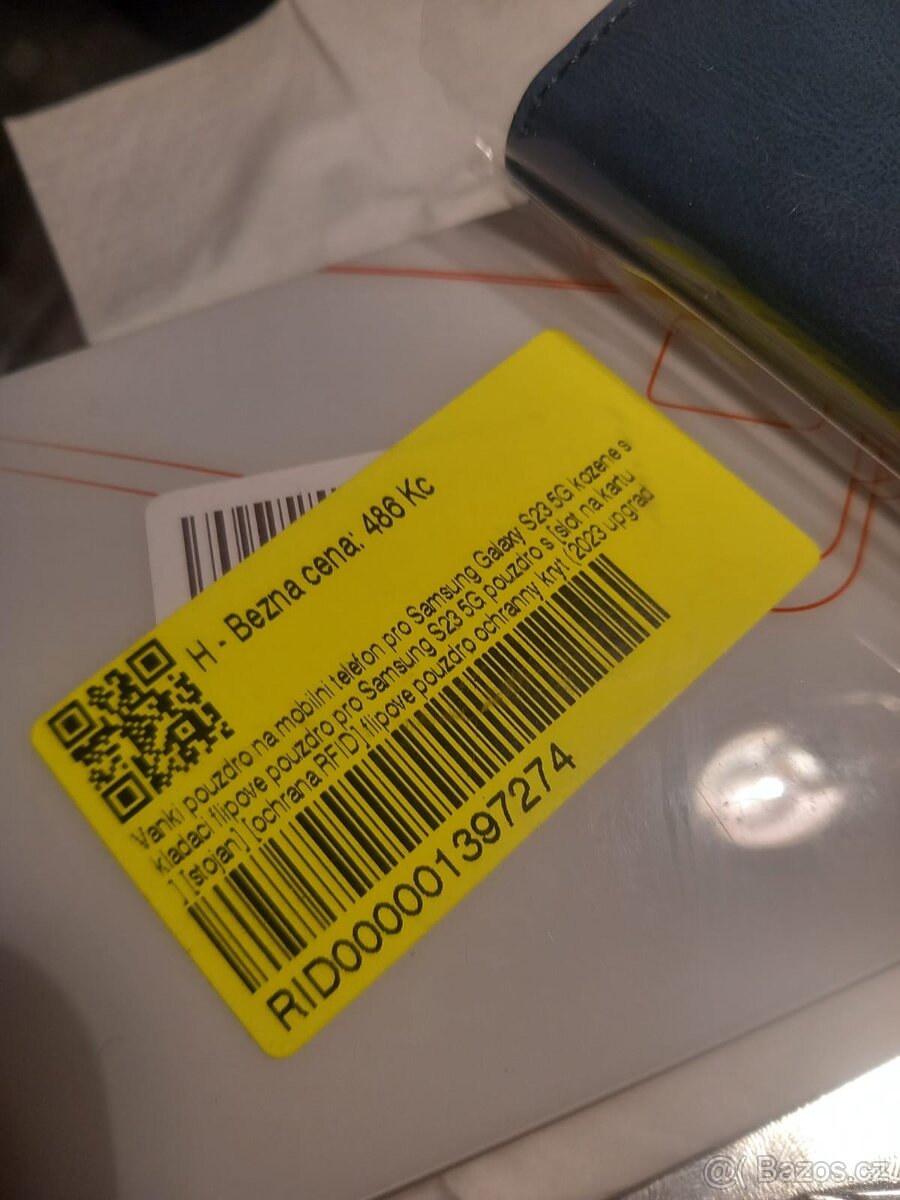 H - Bezna cena: 486 Kc
Vanki pouzdro na mobilni telefon pro Samsung Galaxy S23 5G kozene s
kladaci flipove pouzdro pro Samsung S23 5G pouzdro s [slot na kartu
] [stojan] [ochrana RFID] flipove pouzdro ochranny kryt (2023 upgrad
RID0000001397274
@( Bazos.cz